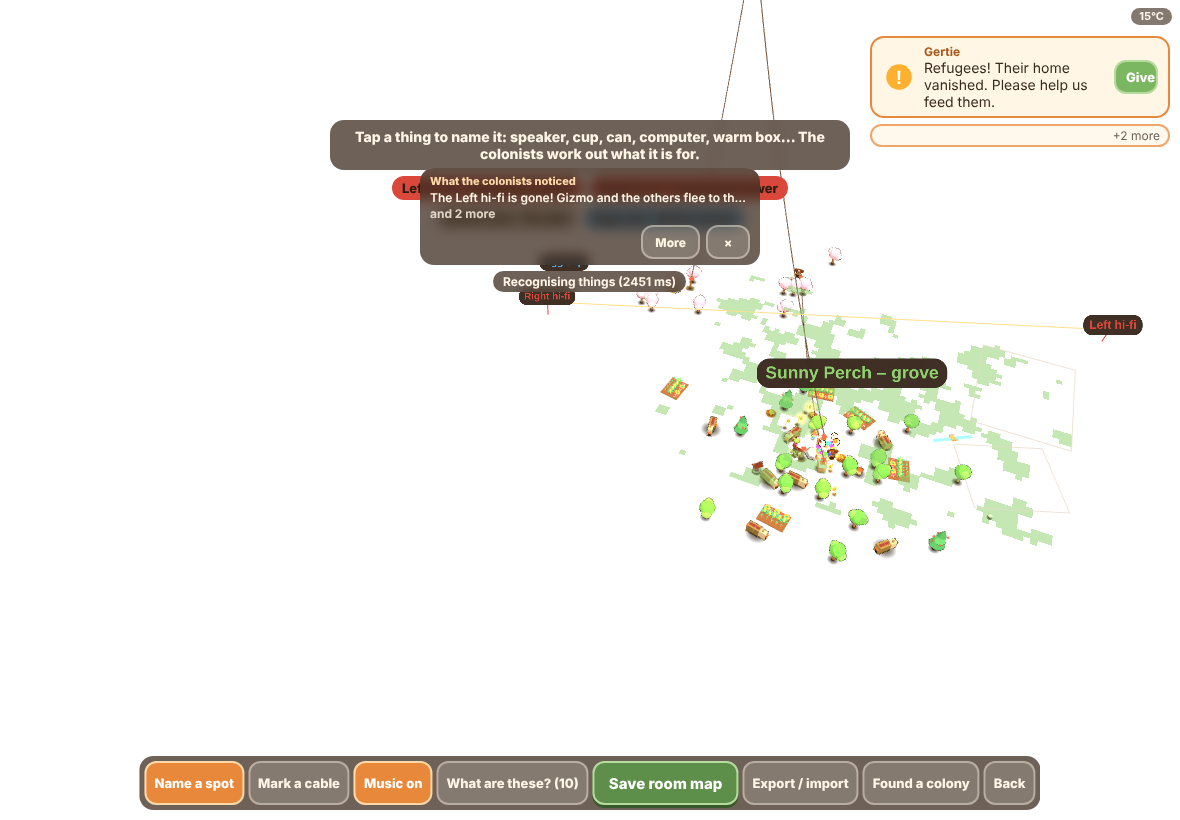 15°C
Gertie
Refugees! Their home
vanished. Please help us
feed them.
Give
+2 more
Tap a thing to name it: speaker, cup, can, computer, warm box... The
colonists work out what it is for.
What the colonists noticed
The Left hi-fi is gone! Gizmo and the others flee to th...
and 2 more
More
×
Recognising things (2451 ms)
Right hi-fi
Left hi-fi
Sunny Perch – grove
Name a spot
Mark a cable
Music on
What are these? (10)
Save room map
Export / import
Found a colony
Back